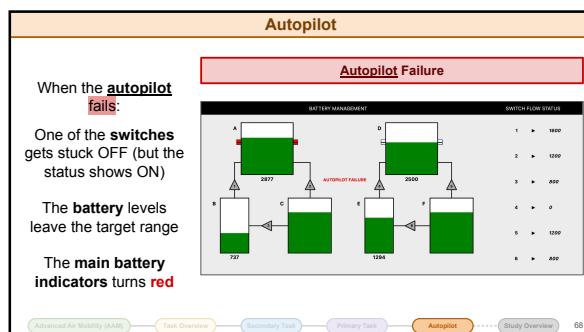 Autopilot
When the autopilot
fails:
One of the switches
gets stuck OFF (but the
status shows ON)
The battery levels
leave the target range
The main battery
indicators turns red
Autopilot Failure
BATTERY MANAGEMENT
SWITCH FLOW STATUS
A
D
2877
2500
AUTOPILOT FAILURE
B
C
E
F
737
1294
1 ► 1600
2 ► 1200
3 ► 800
4 ► 0
5 ► 1200
6 ► 800
Advanced Air Mobility (AAM)
Task Overview
Secondary Task
Primary Task
Autopilot
Study Overview
68